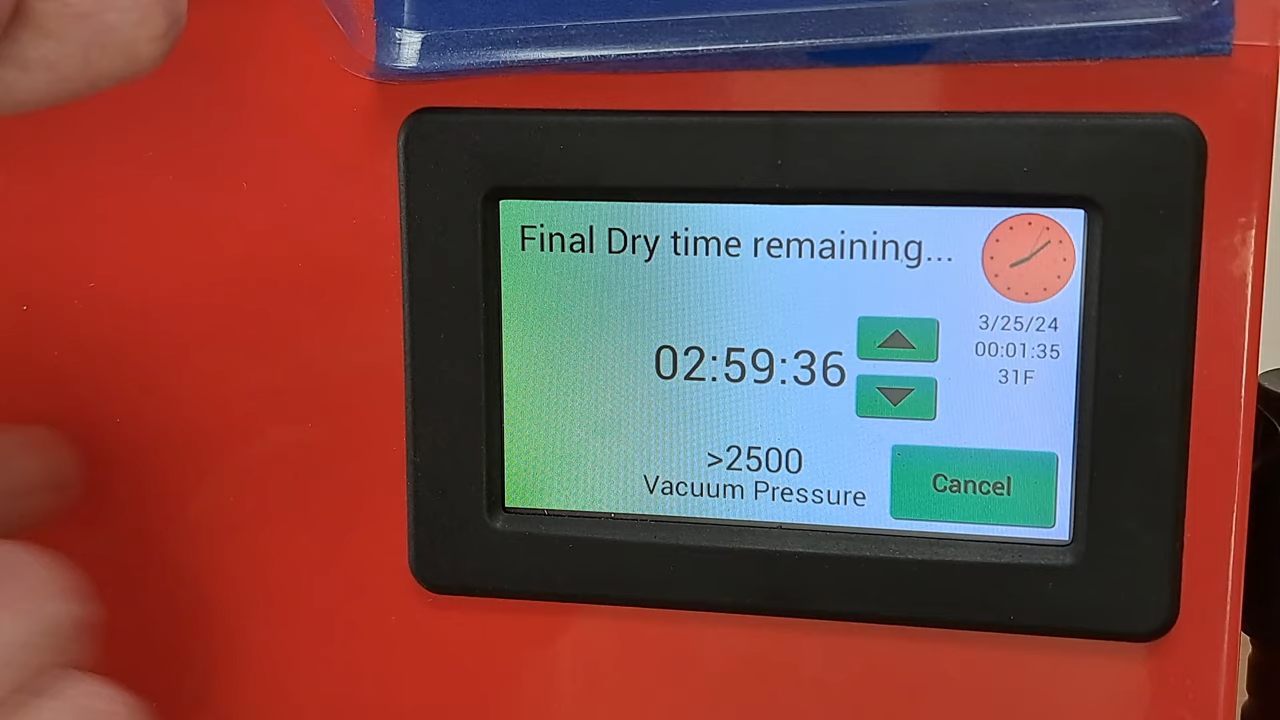 Final Dry time remaining...
3/25/24
00:01:35
31F
02:59:36
>2500
Vacuum Pressure
Cancel